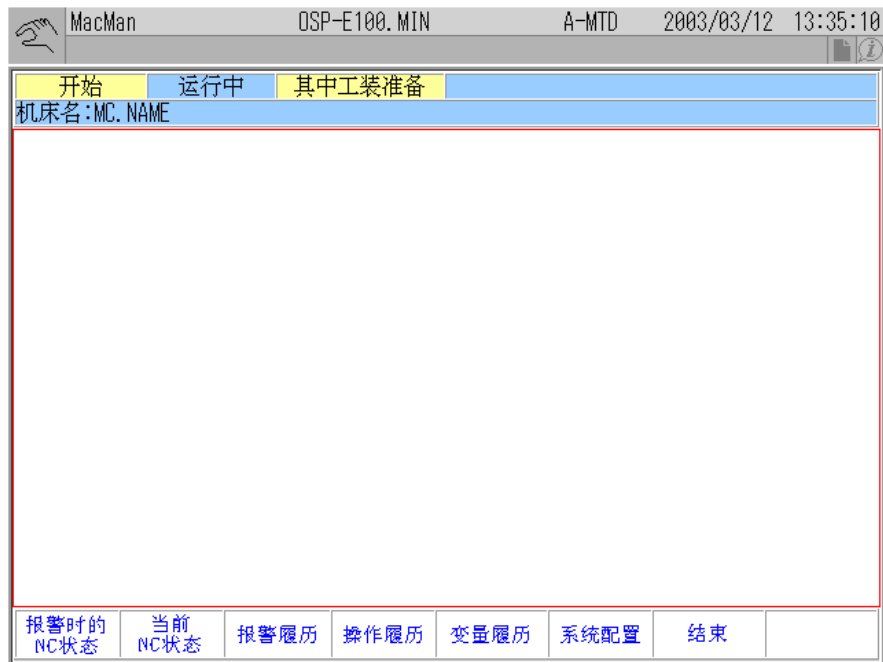 MacMan OSP-E100.MIN A-MTD 2003/03/12 13:35:10
开始 运行中 其中工装准备
机床名:MC.NAME
报警时的 当前 报警履历 操作履历 变量履历 系统配置 结束
NC状态 NC状态